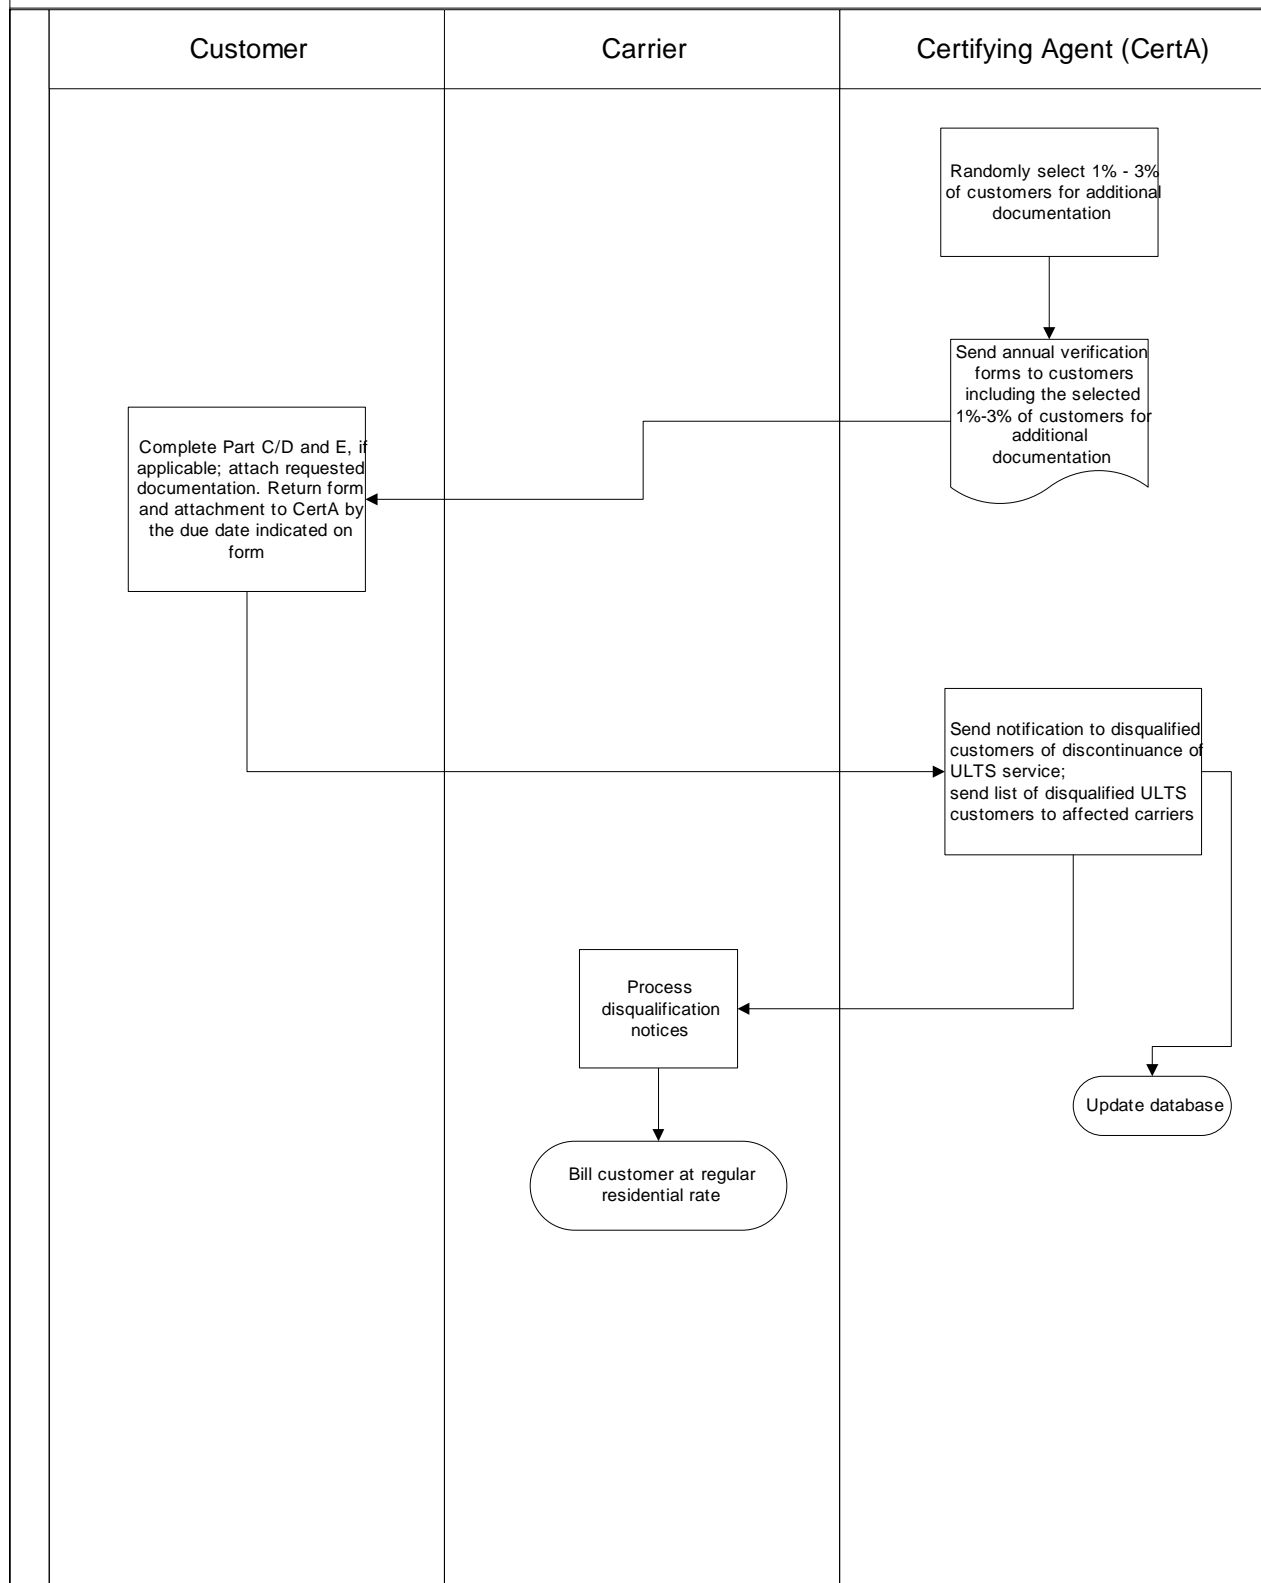 Customer
Carrier
Certifying Agent (CertA)
Randomly select 1% - 3%
of customers for additional
documentation
Send annual verification
forms to customers
including the selected
1%-3% of customers for
additional
documentation
Complete Part C/D and E, if
applicable; attach requested
documentation. Return form
and attachment to CertA by
the due date indicated on
form
Send notification to disqualified
customers of discontinuance of
ULTS service;
send list of disqualified ULTS
customers to affected carriers
Process
disqualification
notices
Update database
Bill customer at regular
residential rate